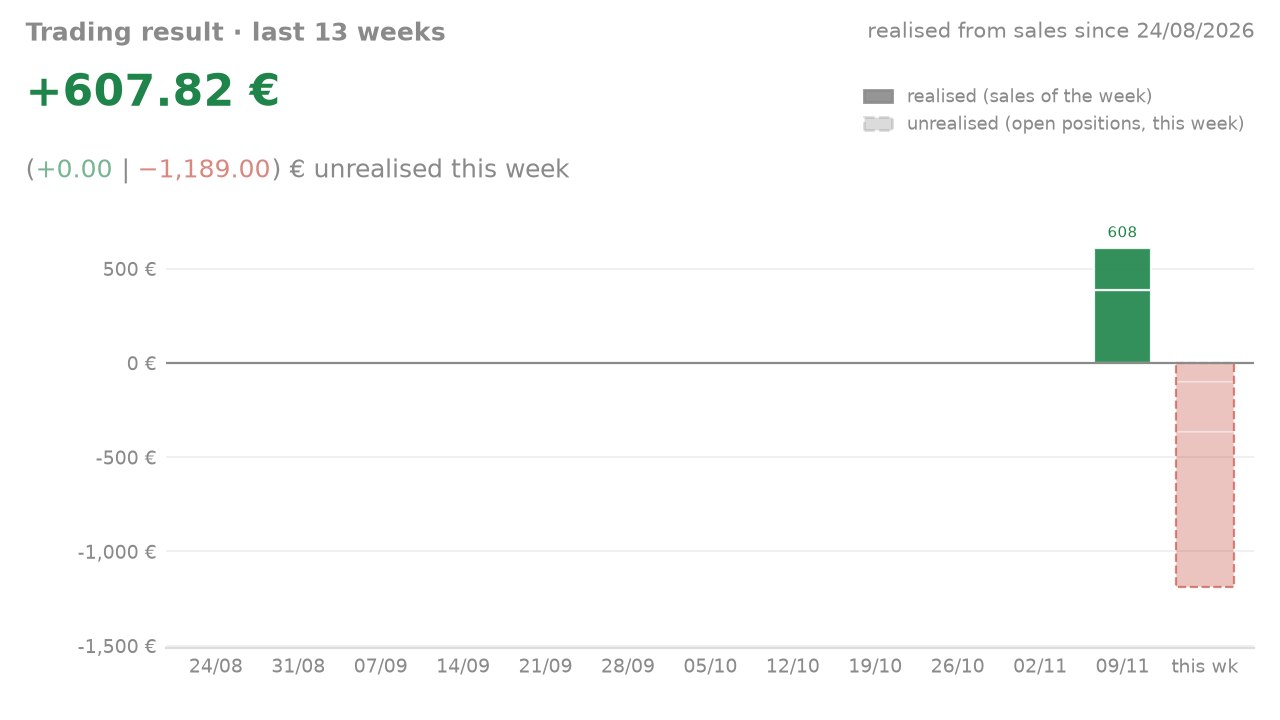 Trading result · last 13 weeks
realised from sales since 24/08/2026
+607.82 €
realised (sales of the week)
unrealised (open positions, this week)
(+0.00 | −1,189.00) € unrealised this week
608
500 €
0 €
-500 €
-1,000 €
-1,500 €
24/08 31/08 07/09 14/09 21/09 28/09 05/10 12/10 19/10 26/10 02/11 09/11 this wk